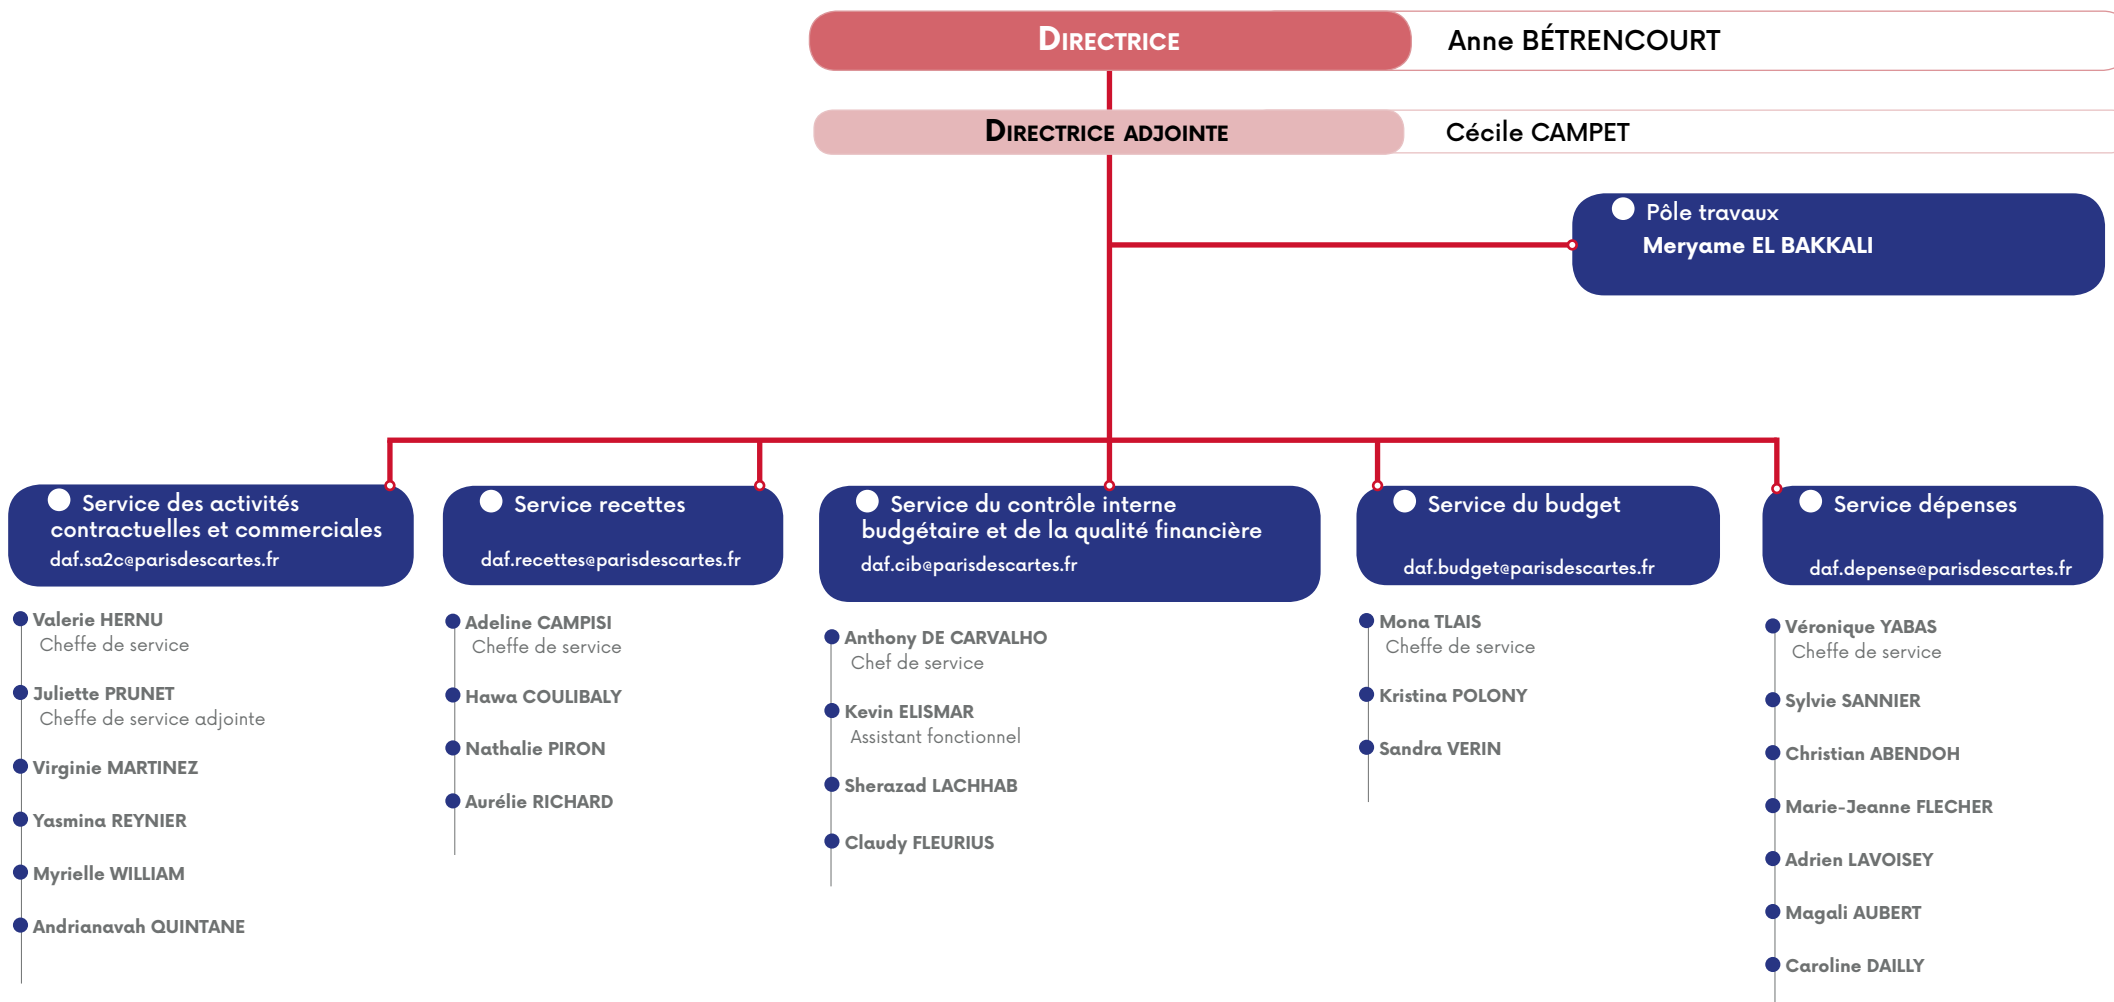 DIRECTRICE
Anne BÉTRENCOURT
DIRECTRICE ADJOINTE
Cécile CAMPET
Pôle travaux
Meryame EL BAKKALI
Service des activités
contractuelles et commerciales
daf.sa2c@parisdescartes.fr
Valerie HERNU
Cheffe de service
Juliette PRUNET
Cheffe de service adjointe
Virginie MARTINEZ
Yasmina REYNIER
Myrielle WILLIAM
Andrianavah QUINTANE
Service recettes
daf.recettes@parisdescartes.fr
Adeline CAMPISI
Cheffe de service
Hawa COULIBALY
Nathalie PIRON
Aurélie RICHARD
Service du contrôle interne
budgétaire et de la qualité financière
daf.cib@parisdescartes.fr
Anthony DE CARVALHO
Chef de service
Kevin ELISMAR
Assistant fonctionnel
Sherazad LACHHAB
Claudy FLEURIUS
Service du budget
daf.budget@parisdescartes.fr
Mona TLAIS
Cheffe de service
Kristina POLONY
Sandra VERIN
Service dépenses
daf.depense@parisdescartes.fr
Véronique YABAS
Cheffe de service
Sylvie SANNIER
Christian ABENDOH
Marie-Jeanne FLECHER
Adrien LAVOISEY
Magali AUBERT
Caroline DAILLY